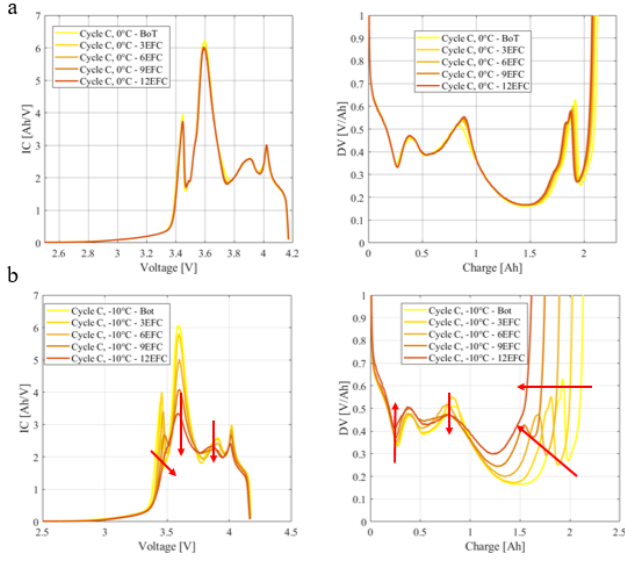 a
Cycle C, 0°C - BoT
Cycle C, 0°C - 3EFC
Cycle C, 0°C - 6EFC
Cycle C, 0°C - 9EFC
Cycle C, 0°C - 12EFC
IC [Ah/V]
7
6
5
4
3
2
1
0
2.6 2.8 3 3.2 3.4 3.6 3.8 4 4.2
Voltage [V]
Cycle C, 0°C - BoT
Cycle C, 0°C - 3EFC
Cycle C, 0°C - 6EFC
Cycle C, 0°C - 9EFC
Cycle C, 0°C - 12EFC
DV [V/Ah]
1
0.9
0.8
0.7
0.6
0.5
0.4
0.3
0.2
0.1
0
0 0.5 1 1.5 2
Charge [Ah]
b
Cycle C, -10°C - Bot
Cycle C, -10°C - 3EFC
Cycle C, -10°C - 6EFC
Cycle C, -10°C - 9EFC
Cycle C, -10°C - 12EFC
IC [Ah/V]
7
6
5
4
3
2
1
0
2.5 3 3.5 4 4.5
Voltage [V]
Cycle C, -10°C - Bot
Cycle C, -10°C - 3EFC
Cycle C, -10°C - 6EFC
Cycle C, -10°C - 9EFC
Cycle C, -10°C - 12EFC
DV [V/Ah]
1
0.9
0.8
0.7
0.6
0.5
0.4
0.3
0.2
0.1
0
0 0.5 1 1.5 2 2.5
Charge [Ah]